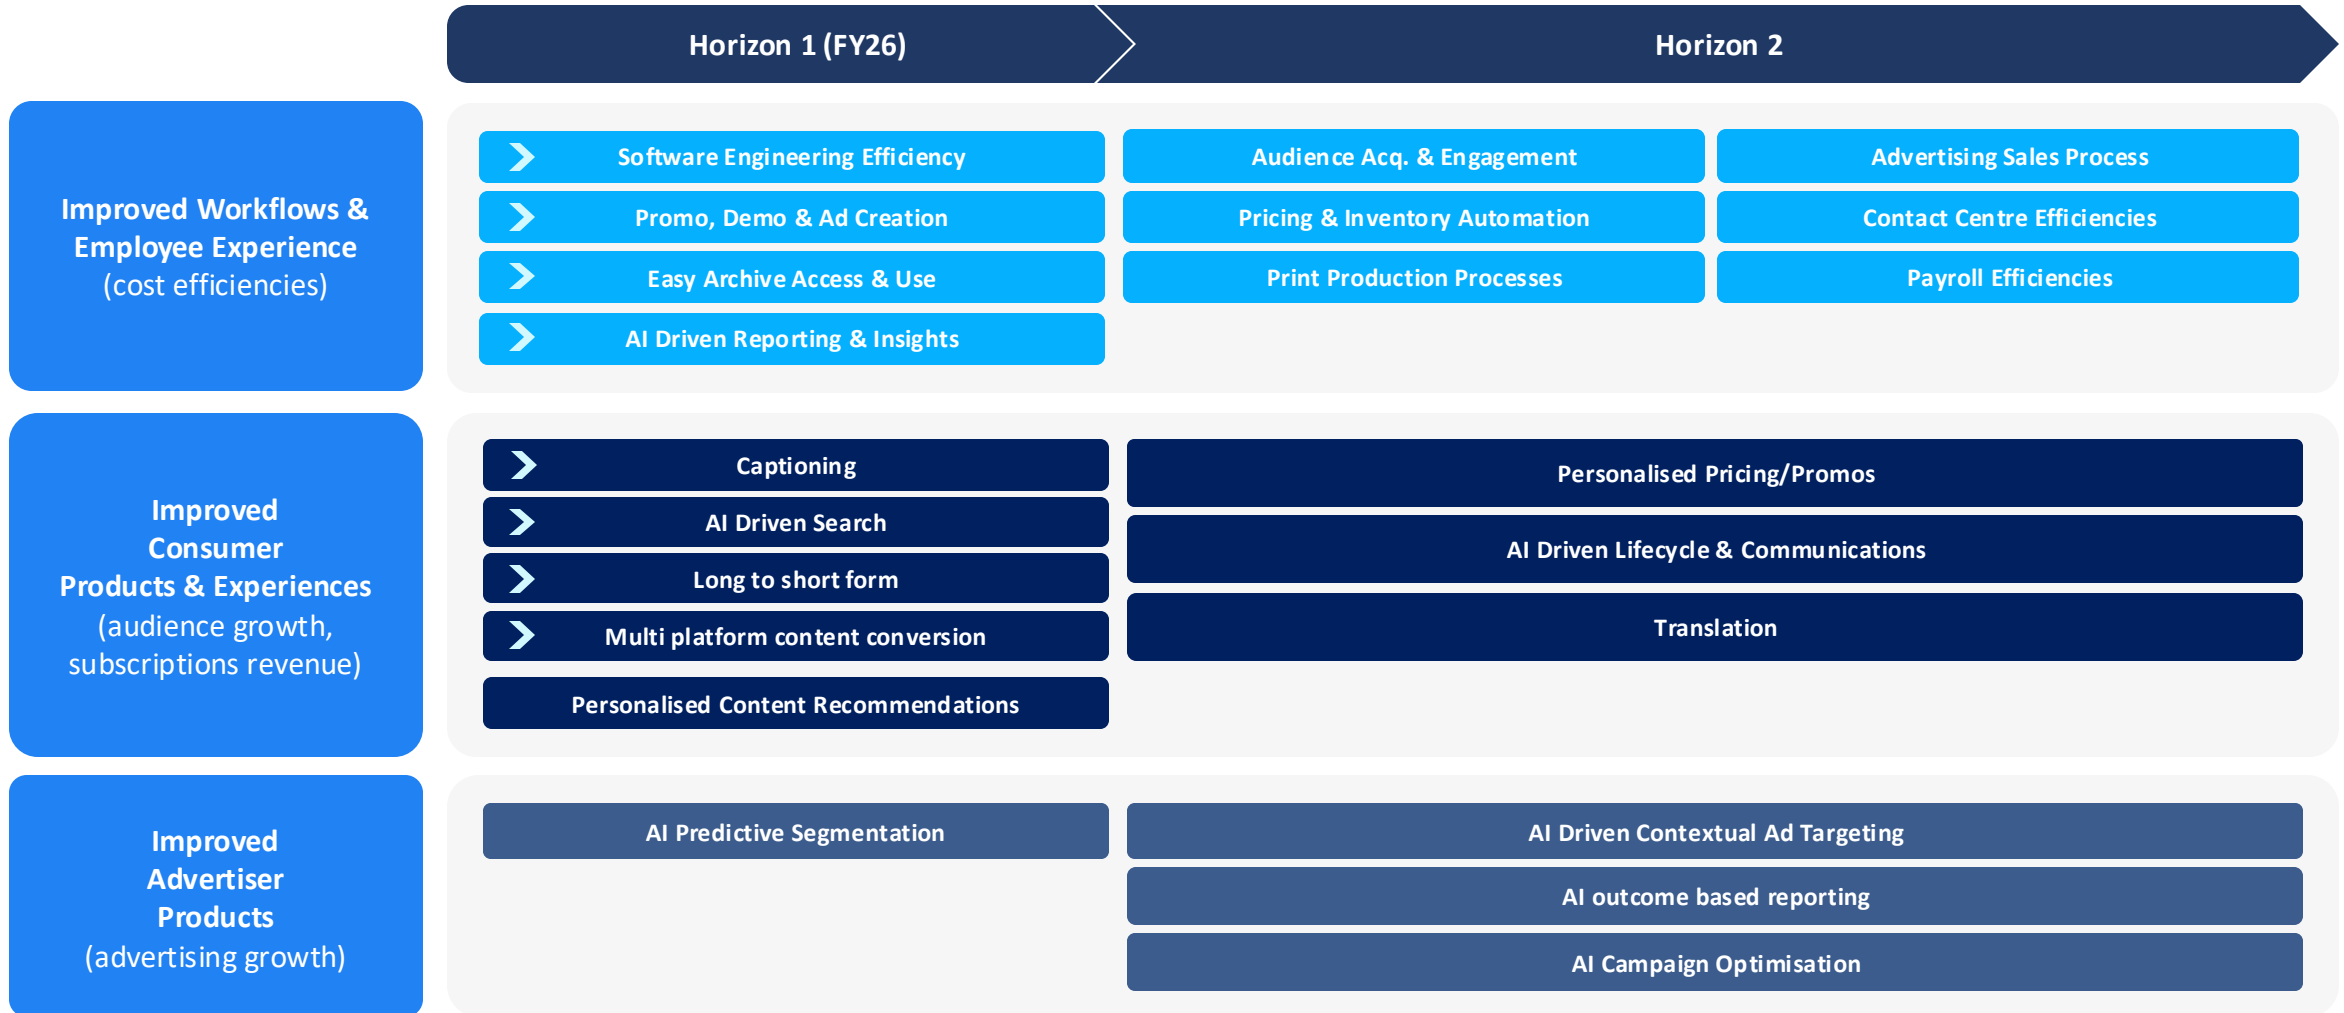 Horizon 1 (FY26)
Horizon 2
Improved Workflows &
Employee Experience
(cost efficiencies)
Software Engineering Efficiency
Audience Acq. & Engagement
Advertising Sales Process
Promo, Demo & Ad Creation
Pricing & Inventory Automation
Contact Centre Efficiencies
Easy Archive Access & Use
Print Production Processes
Payroll Efficiencies
AI Driven Reporting & Insights
Improved
Consumer
Products & Experiences
(audience growth,
subscriptions revenue)
Captioning
AI Driven Search
Long to short form
Multi platform content conversion
Personalised Content Recommendations
Personalised Pricing/Promos
AI Driven Lifecycle & Communications
Translation
Improved
Advertiser
Products
(advertising growth)
AI Predictive Segmentation
AI Driven Contextual Ad Targeting
AI outcome based reporting
AI Campaign Optimisation